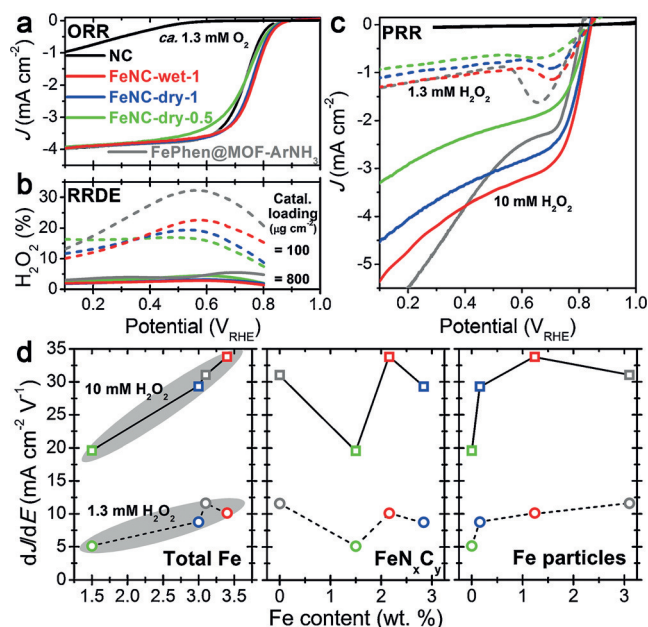 a
ORR
ca. 1.3 mM O₂
NC
FeNC-wet-1
FeNC-dry-1
FeNC-dry-0.5
FePhen@MOF-ArNH₃
J (mA cm⁻²)
0
-1
-2
-3
-4
b
RRDE
Catal.
loading
(μg cm⁻²)
= 100
= 800
H₂O₂
(%)
30
20
10
0
0.2 0.4 0.6 0.8 1.0
Potential (V_RHE)
c
PRR
1.3 mM H₂O₂
10 mM H₂O₂
J (mA cm⁻²)
0
-1
-2
-3
-4
-5
0.2 0.4 0.6 0.8 1.0
Potential (V_RHE)
d
dJ/dE (mA cm⁻² V⁻¹)
35
30
25
20
15
10
5
0
10 mM H₂O₂
1.3 mM H₂O₂
Total Fe
FeNₓC_y
Fe particles
1.5 2.0 2.5 3.0 3.5 0 1 2 3 0 1 2 3
Fe content (wt. %)